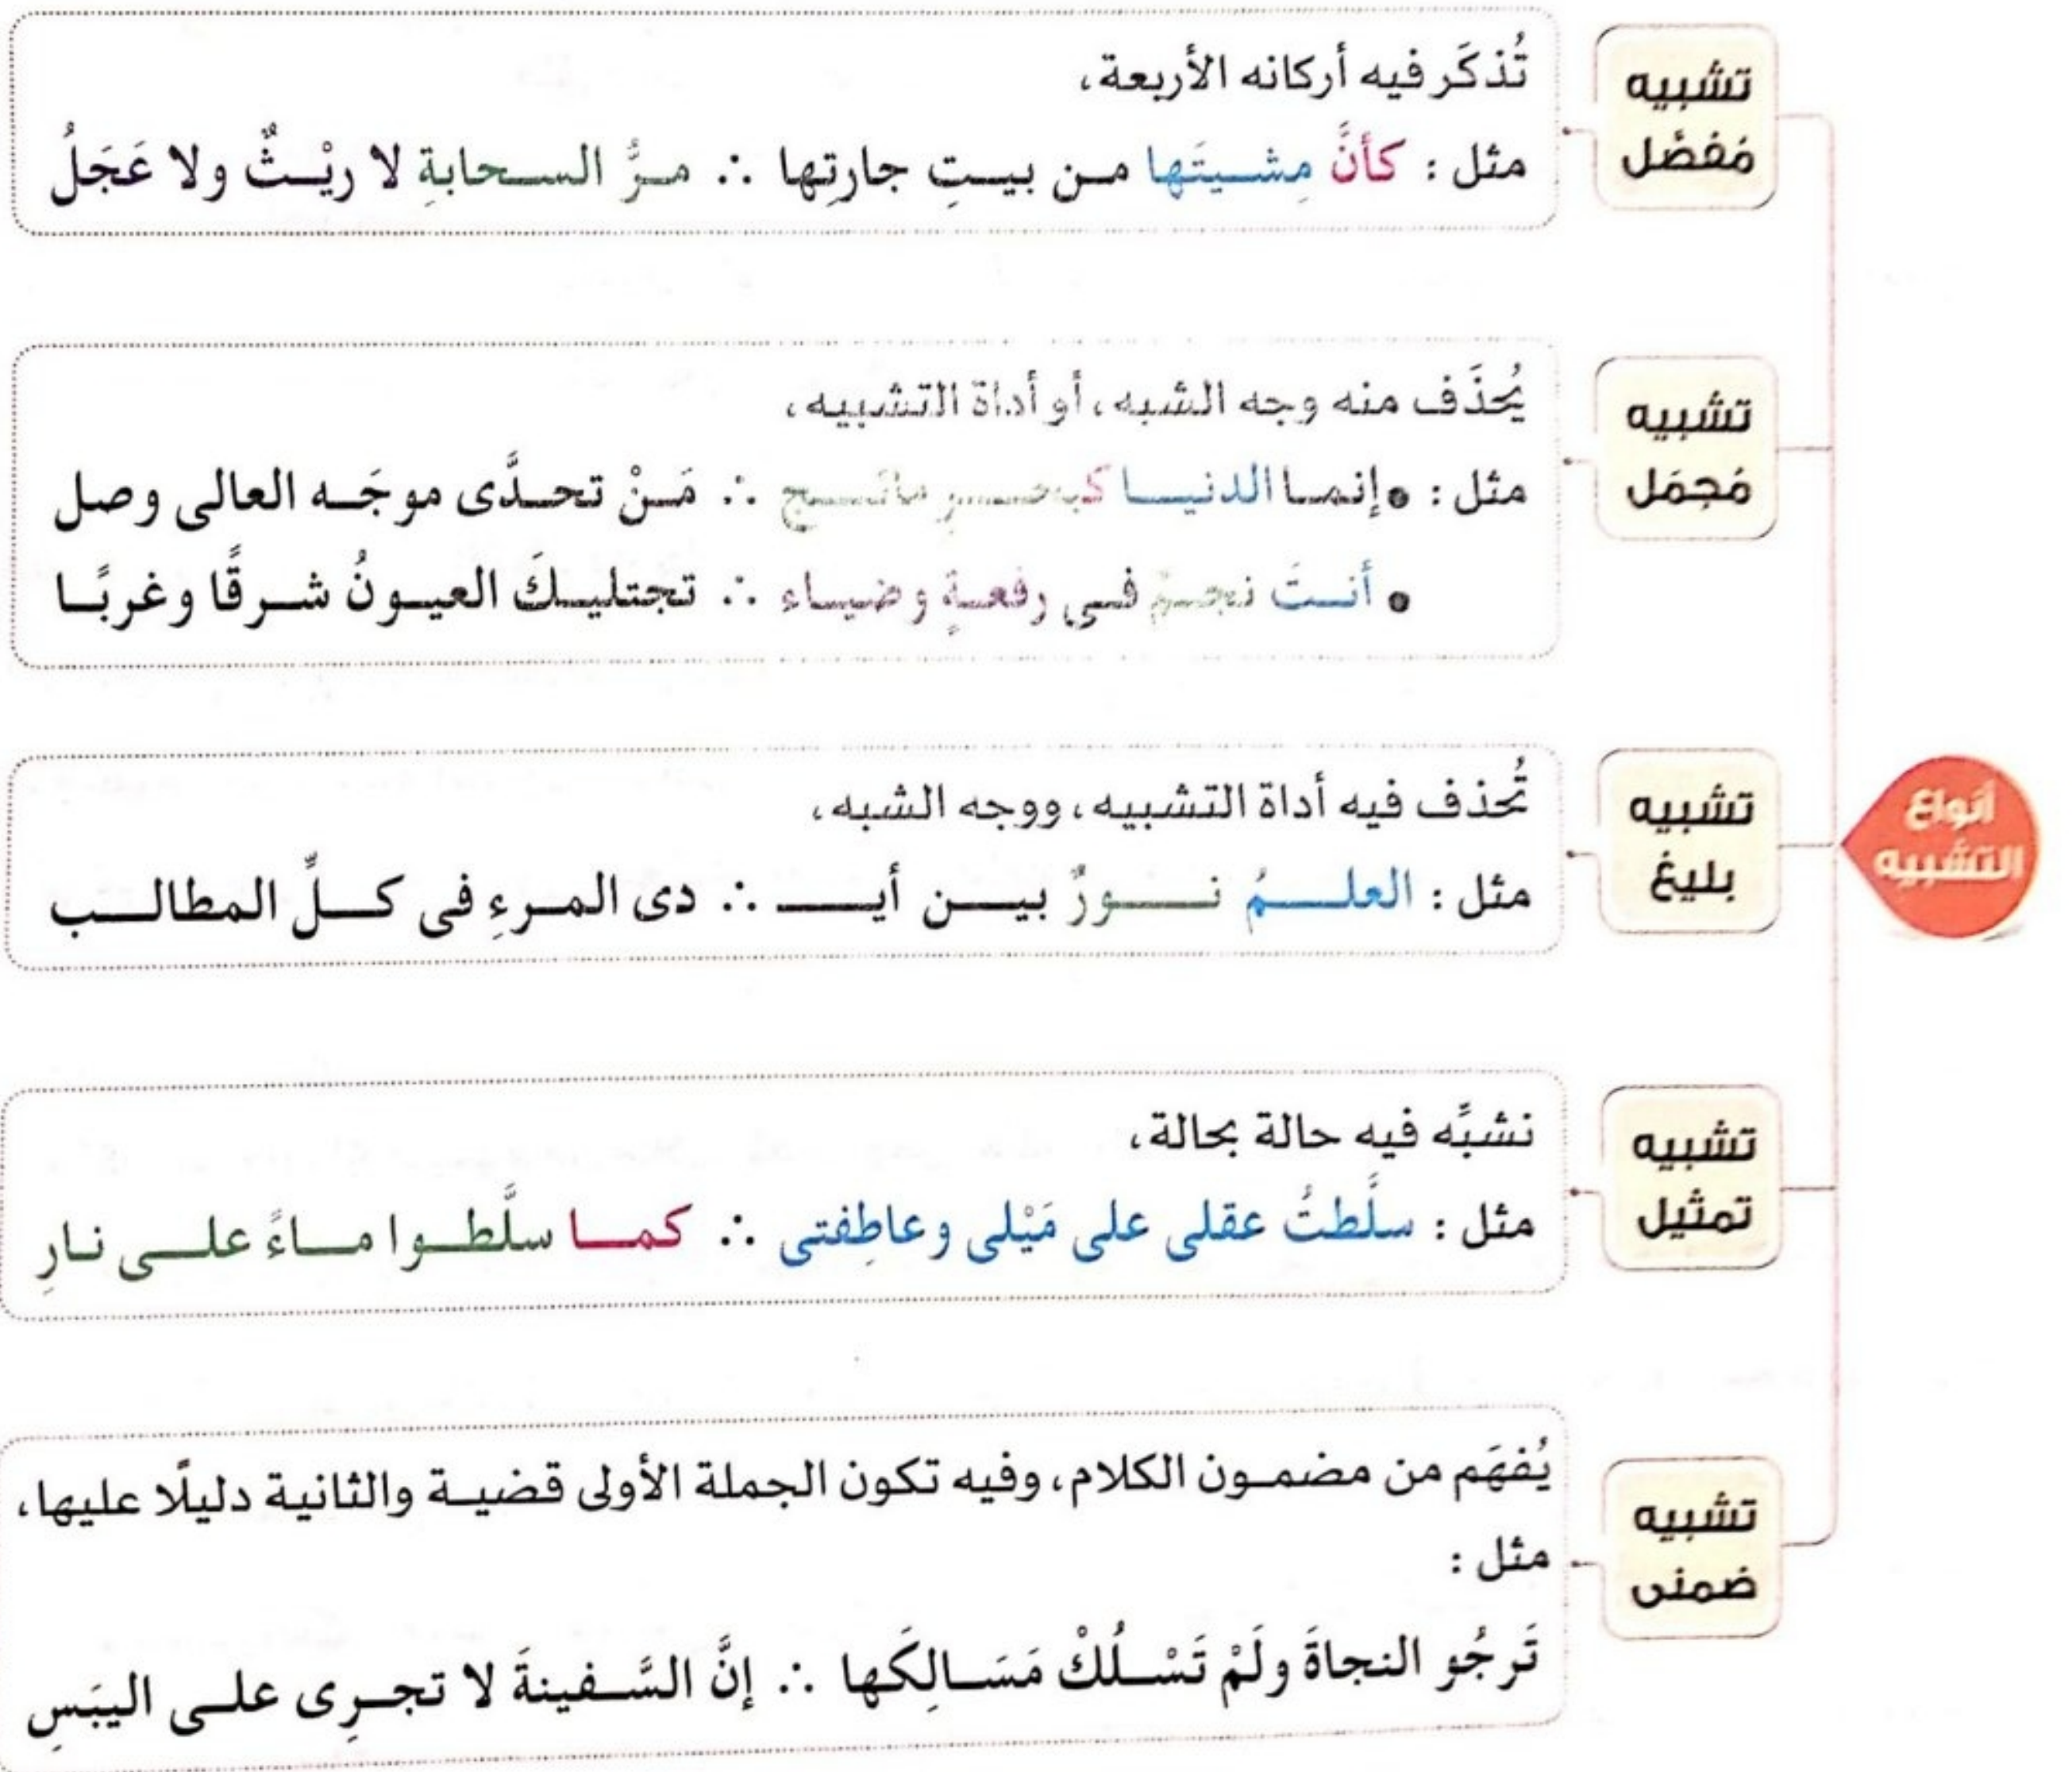 أنواع
التشبيه
تشبيه
مُفصَّل
تُذكَر فيه أركانه الأربعة،
مثل : كأنَّ مِشيتَها من بيتِ جارتِها ∴ مرُّ السحابةِ لا ريْثٌ ولا عَجَلُ
تشبيه
مُجمَل
يُحذَف منه وجه الشبه، أو أداة التشبيه،
مثل : • إنما الدنيا كبحرٍ مائج ∴ مَنْ تحدَّى موجَه العالى وصل
• أنتَ نجمٌ فى رفعةٍ وضياء ∴ تجتليكَ العيونُ شرقًا وغربًا
تشبيه
بليغ
تُحذف فيه أداة التشبيه، ووجه الشبه،
مثل : العلمُ نورٌ بين أيـ ∴ دى المرءِ فى كلِّ المطالب
تشبيه
تمثيل
نشبِّه فيه حالة بحالة،
مثل : سلَّطتُ عقلى على مَيْلى وعاطِفتى ∴ كما سلَّطوا ماءً على نارِ
تشبيه
ضمنى
يُفهَم من مضمون الكلام، وفيه تكون الجملة الأولى قضية والثانية دليلًا عليها،
مثل :
تَرجُو النجاةَ ولَمْ تَسْلُكْ مَسَالِكَها ∴ إنَّ السَّفينةَ لا تجرِى على اليبَسِ